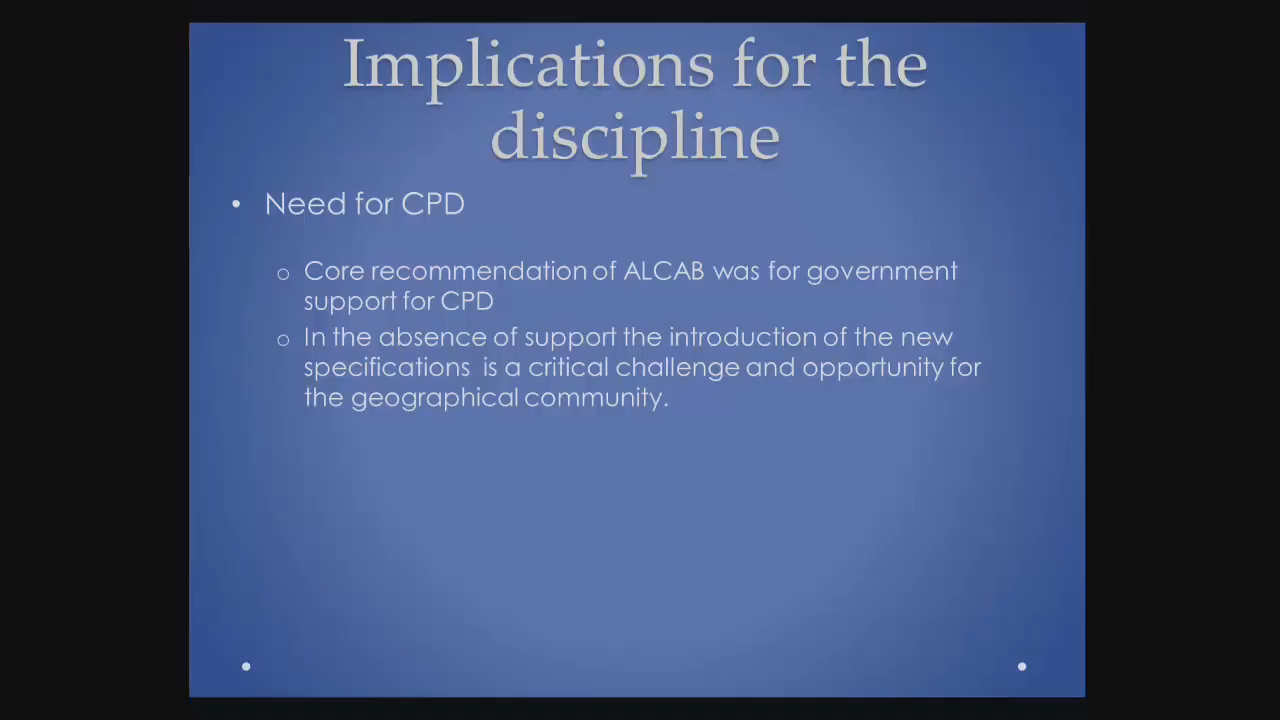 Implications for the
discipline
• Need for CPD
o Core recommendation of ALCAB was for government
support for CPD
o In the absence of support the introduction of the new
specifications  is a critical challenge and opportunity for
the geographical community.